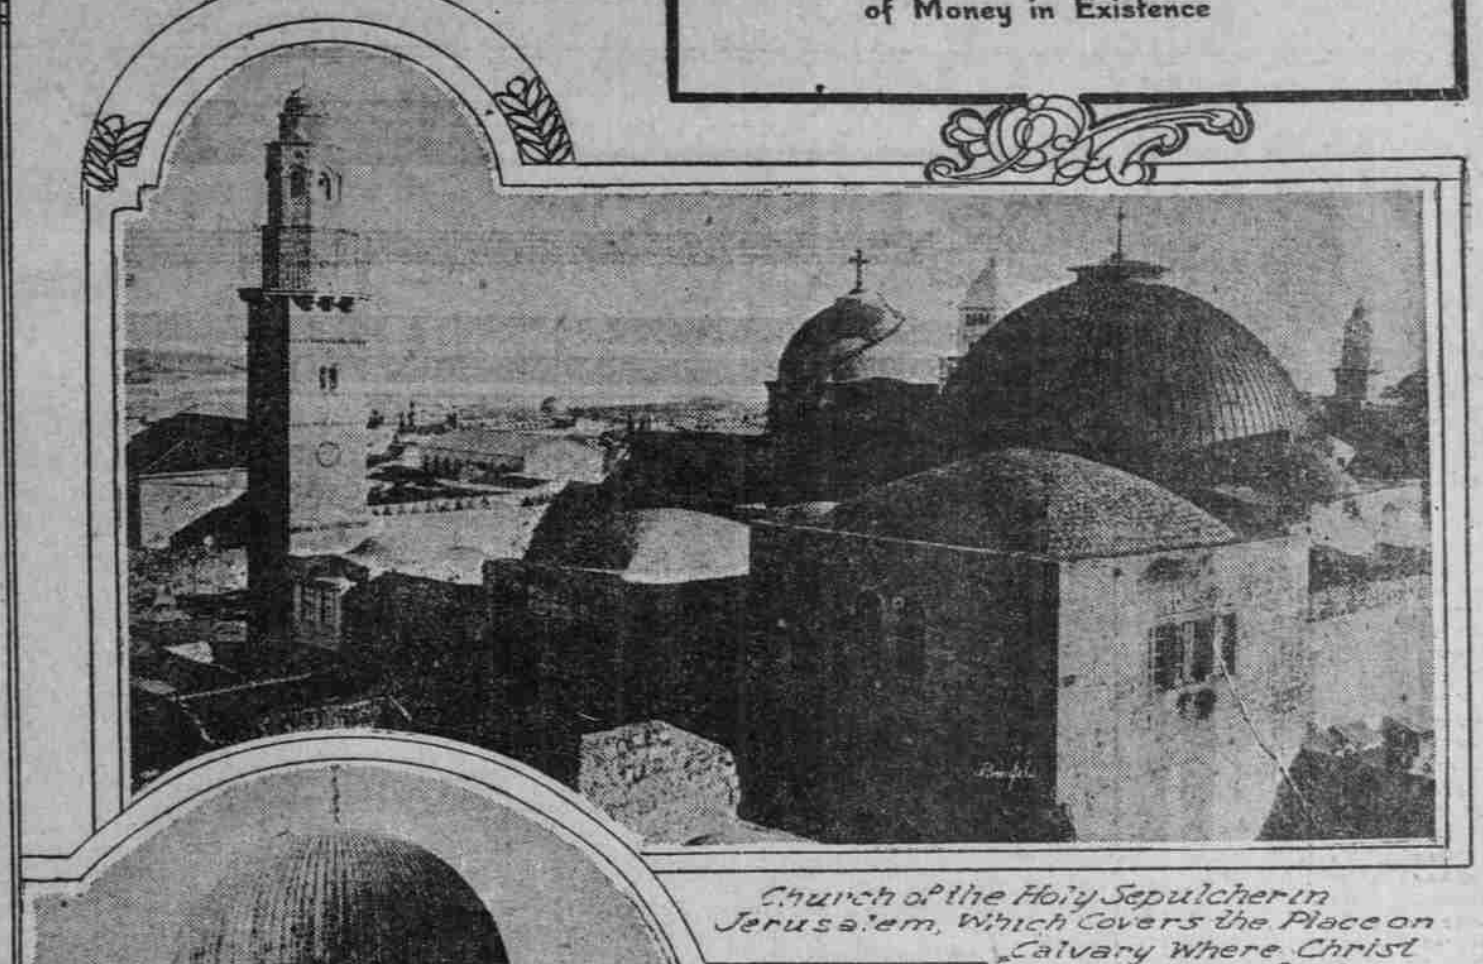 of Money in Existence
Church of the Holy Sepulcher in
Jerusalem, Which Covers the Place on
Calvary Where Christ